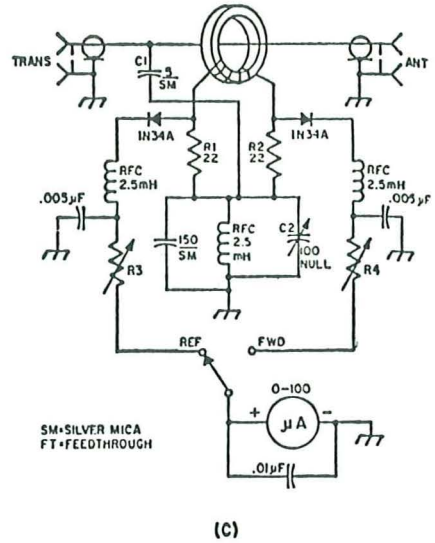 TRANS
C1
5
SM
ANT
1N34A
R1
22
R2
22
1N34A
RFC
2.5mH
RFC
2.5mH
.005µF
.005µF
150
SM
RFC
2.5
mH
C2
100
NULL
R3
R4
REF
FWD
0-100
+
µA
-
SM=SILVER MICA
FT=FEEDTHROUGH
.01µF
(C)